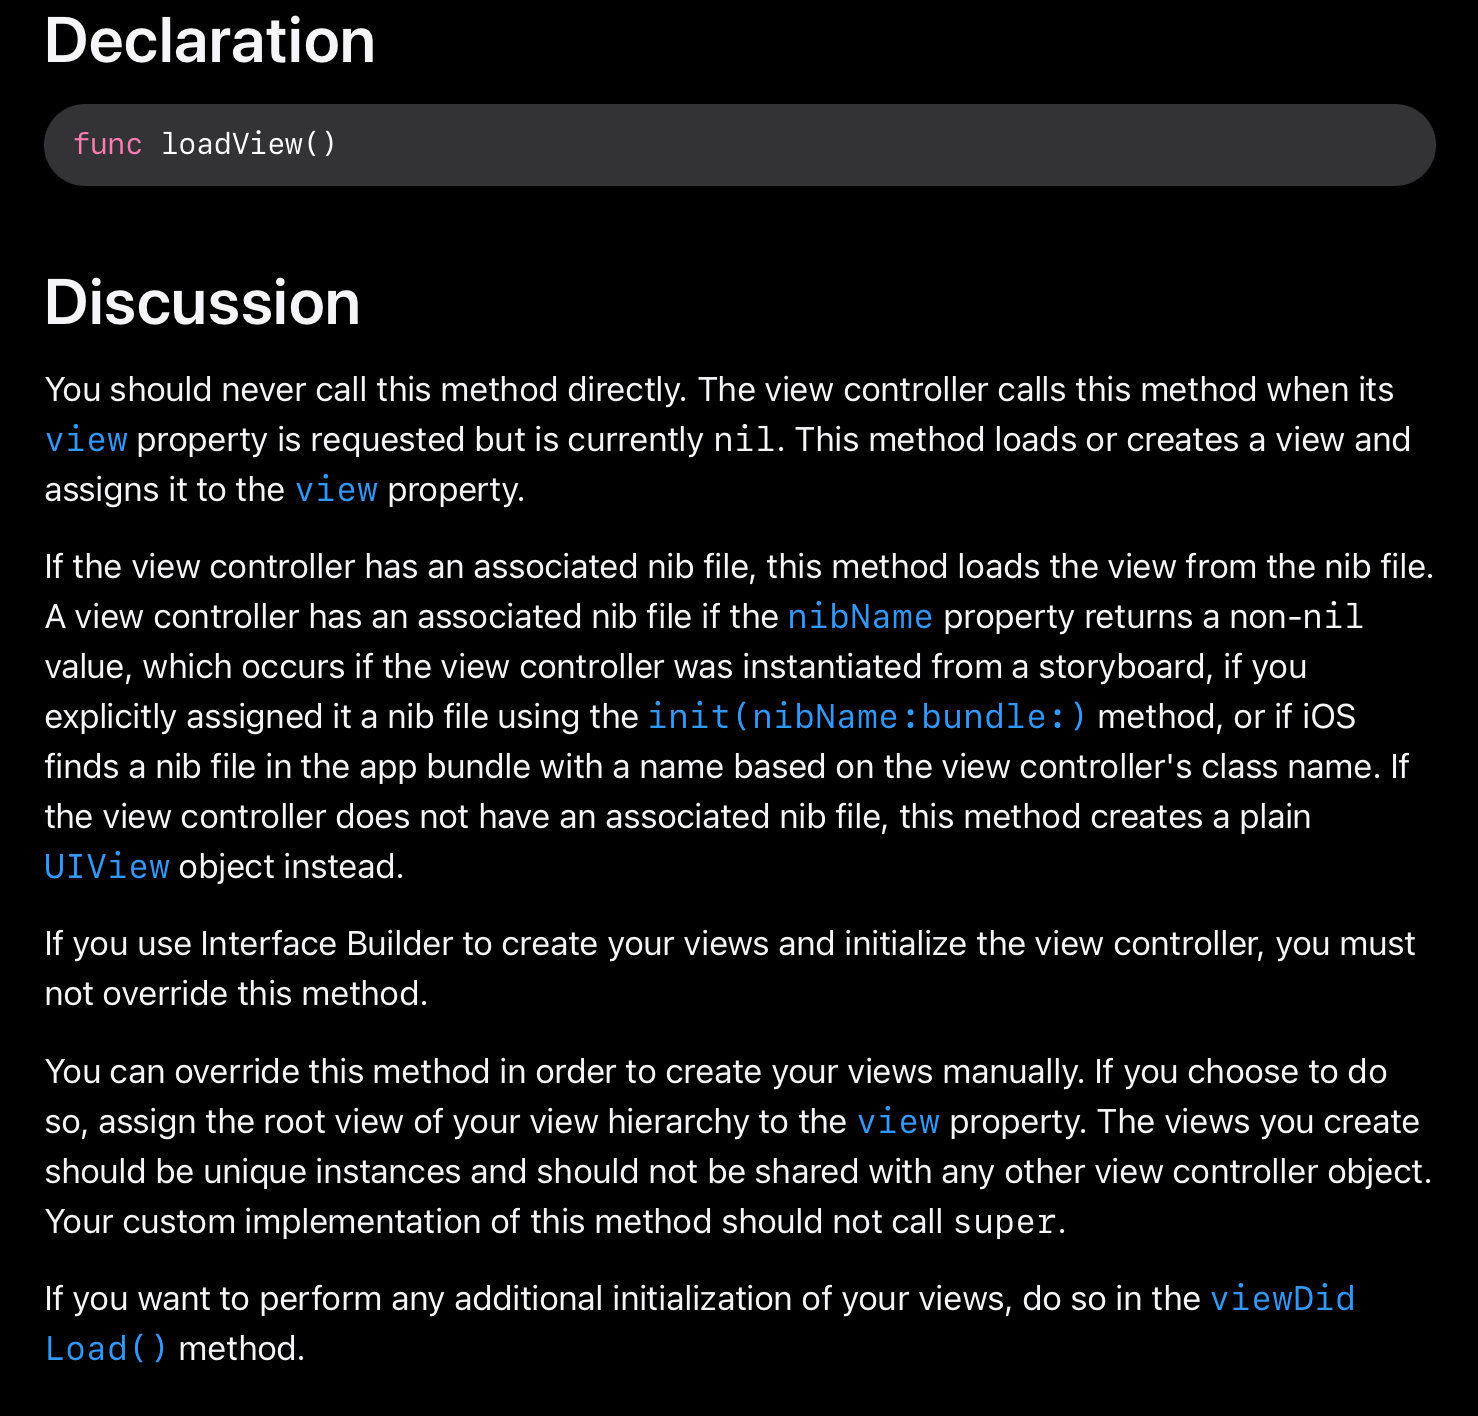 Declaration
func loadView()
Discussion
You should never call this method directly. The view controller calls this method when its
view property is requested but is currently nil. This method loads or creates a view and
assigns it to the view property.
If the view controller has an associated nib file, this method loads the view from the nib file.
A view controller has an associated nib file if the nibName property returns a non-nil
value, which occurs if the view controller was instantiated from a storyboard, if you
explicitly assigned it a nib file using the init(nibName:bundle:) method, or if iOS
finds a nib file in the app bundle with a name based on the view controller's class name. If
the view controller does not have an associated nib file, this method creates a plain
UIView object instead.
If you use Interface Builder to create your views and initialize the view controller, you must
not override this method.
You can override this method in order to create your views manually. If you choose to do
so, assign the root view of your view hierarchy to the view property. The views you create
should be unique instances and should not be shared with any other view controller object.
Your custom implementation of this method should not call super.
If you want to perform any additional initialization of your views, do so in the viewDid
Load() method.